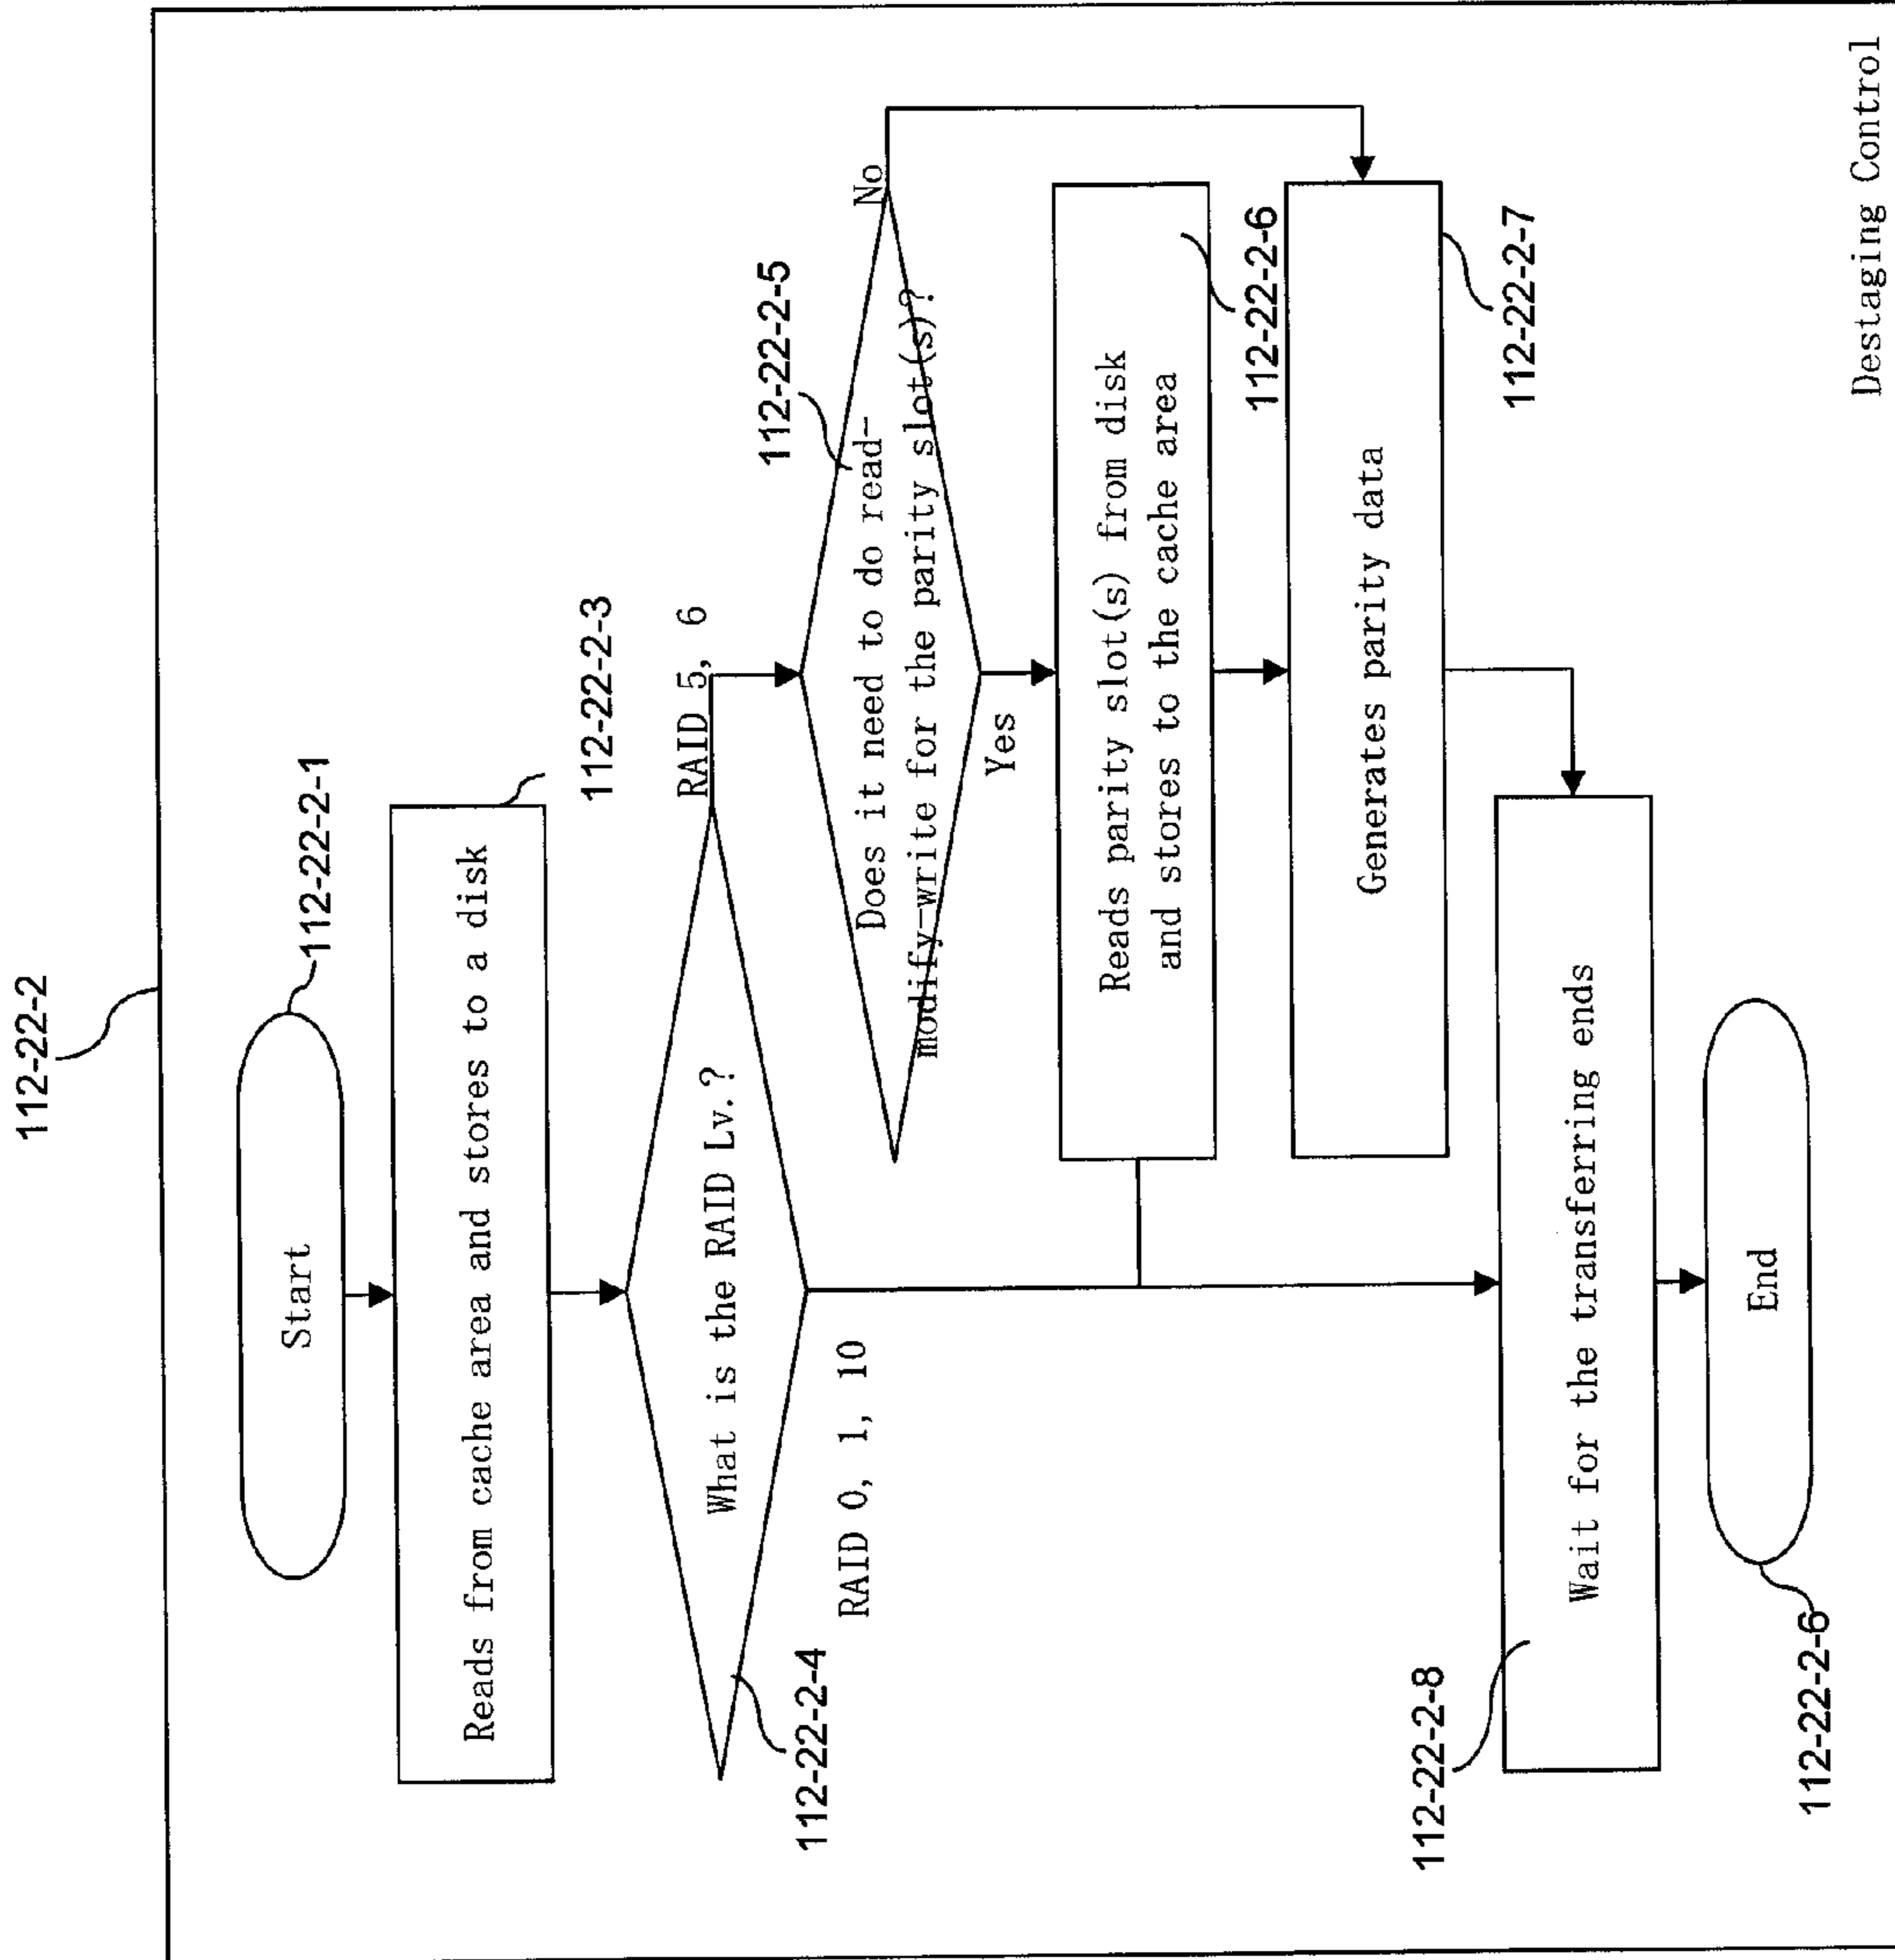 112-22-2
Start
112-22-2-1
Reads from cache area and stores to a disk
112-22-2-3
What is the RAID Lv.?
112-22-2-4
RAID 5, 6
RAID 0, 1, 10
112-22-2-5
Does it need to do read-
modify-write for the parity slot(s)?
No
Yes
Reads parity slot(s) from disk
and stores to the cache area
112-22-2-6
Generates parity data
112-22-2-7
Wait for the transferring ends
112-22-2-8
End
112-22-2-6
Destaging Control